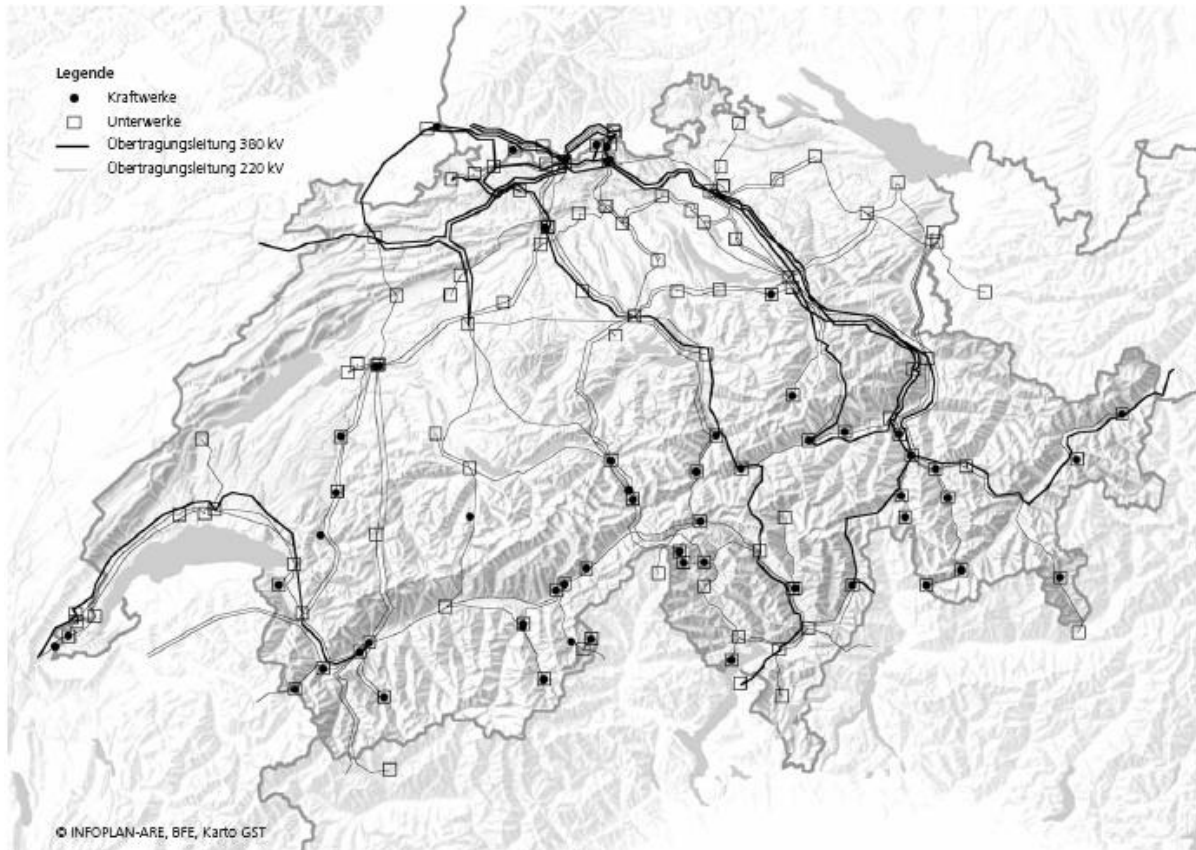 Legende
Kraftwerke
Unterwerke
Übertragungsleitung 380 kV
Übertragungsleitung 220 kV
© INFOPLAN-ARE, BFE, Karto GST